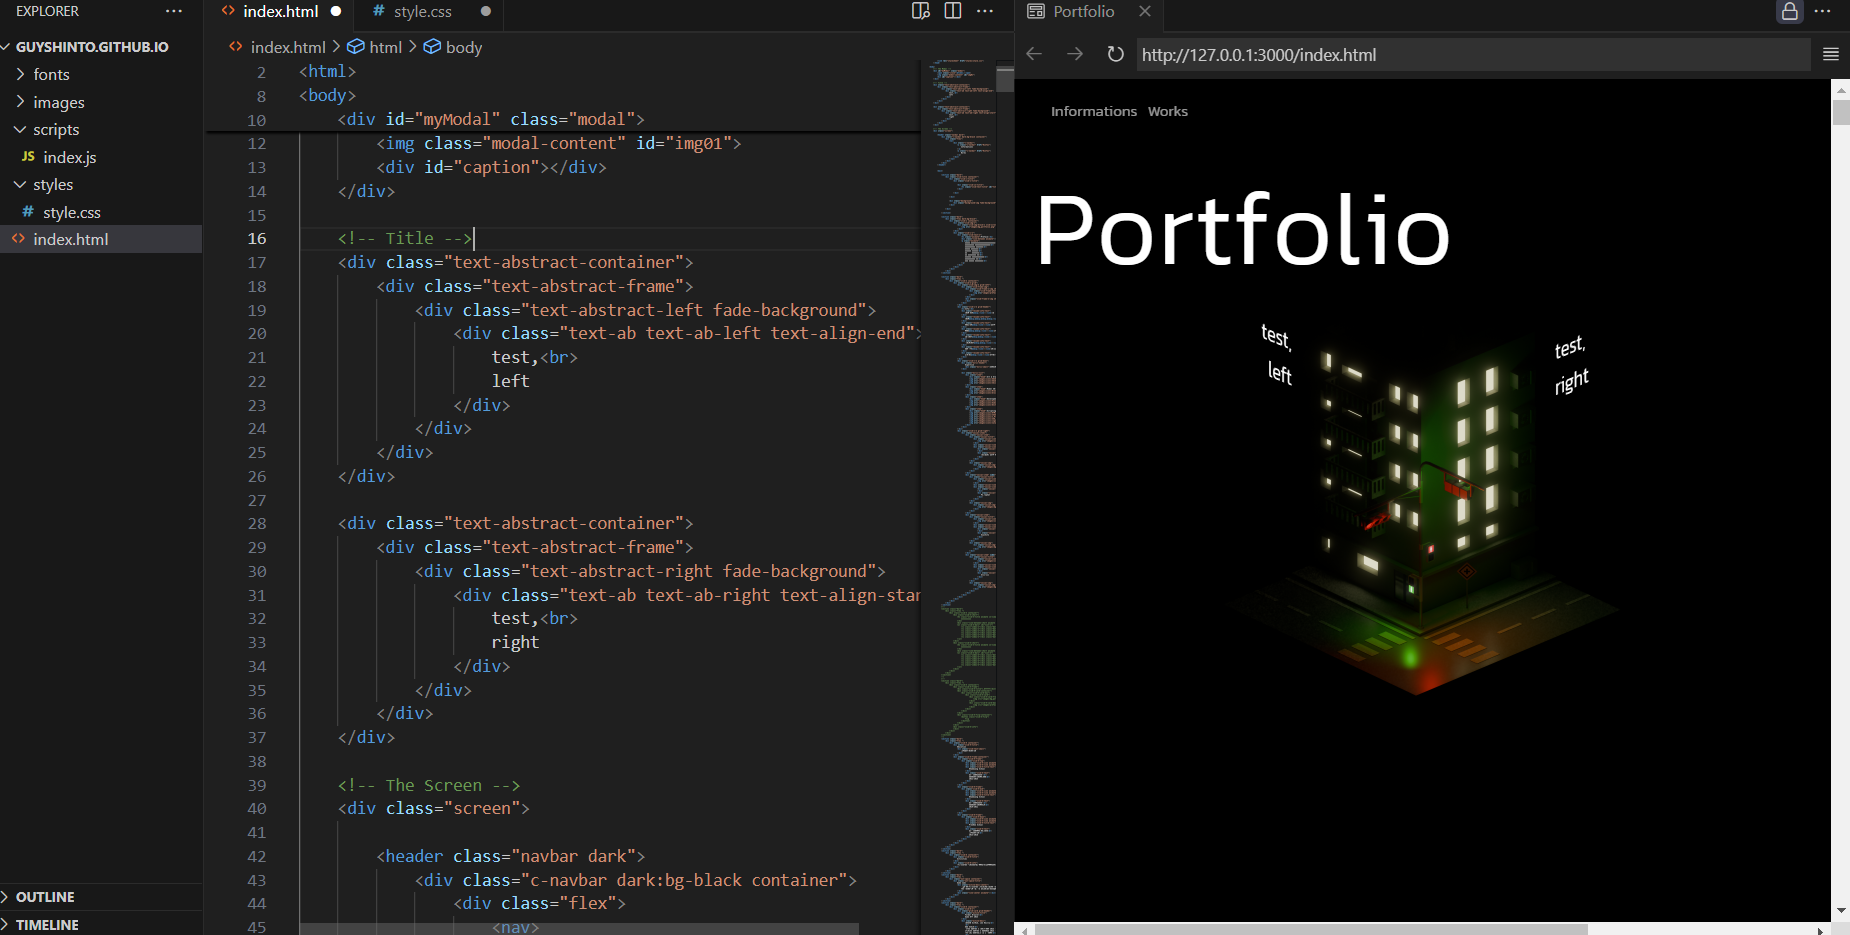 EXPLORER
GUYSHINTO.GITHUB.IO
fonts
images
scripts
JS index.js
styles
# style.css
<> index.html
OUTLINE
TIMELINE
<> index.html
# style.css
<> index.html > html > body
2 <html>
8 <body>
10 <div id="myModal" class="modal">
12 <img class="modal-content" id="img01">
13 <div id="caption"></div>
14 </div>
15
16 <!-- Title -->
17 <div class="text-abstract-container">
18 <div class="text-abstract-frame">
19 <div class="text-abstract-left fade-background">
20 <div class="text-ab text-ab-left text-align-end">
21 test,<br>
22 left
23 </div>
24 </div>
25 </div>
26 </div>
27
28 <div class="text-abstract-container">
29 <div class="text-abstract-frame">
30 <div class="text-abstract-right fade-background">
31 <div class="text-ab text-ab-right text-align-star
32 test,<br>
33 right
34 </div>
35 </div>
36 </div>
37 </div>
38
39 <!-- The Screen -->
40 <div class="screen">
41
42 <header class="navbar dark">
43 <div class="c-navbar dark:bg-black container">
44 <div class="flex">
45 <nav>
Portfolio
http://127.0.0.1:3000/index.html
Informations Works
Portfolio
test,
left
test,
right